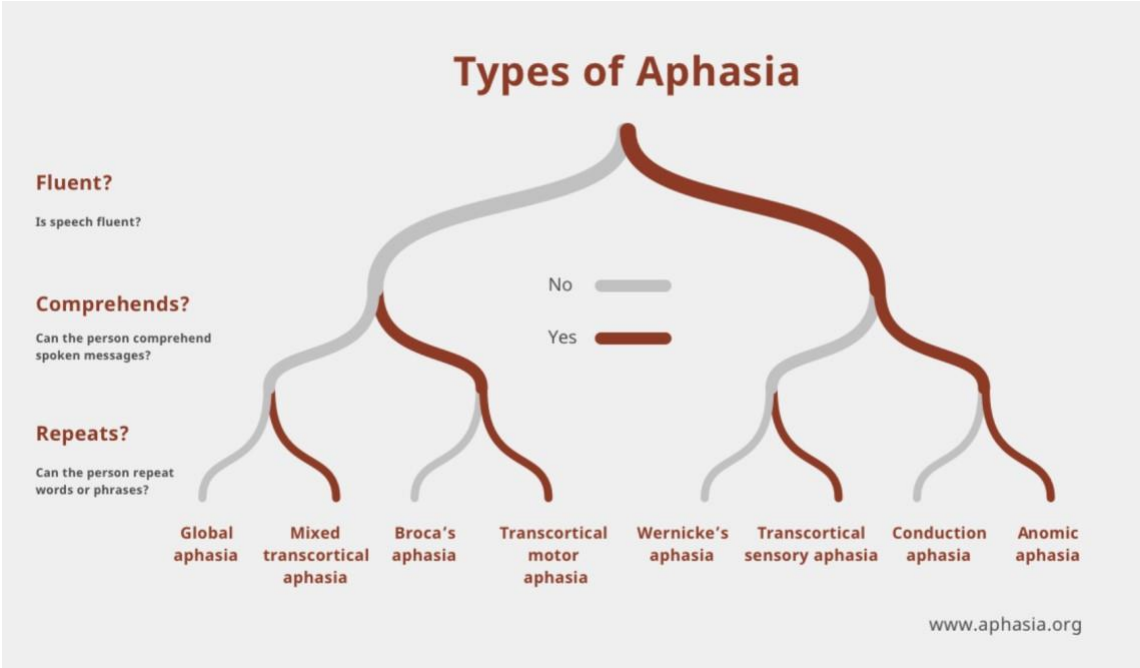 Types of Aphasia
Fluent?
Is speech fluent?
Comprehends?
Can the person comprehend
spoken messages?
Repeats?
Can the person repeat
words or phrases?
No
Yes
Global
aphasia
Mixed
transcortical
aphasia
Broca’s
aphasia
Transcortical
motor
aphasia
Wernicke’s
aphasia
Transcortical
sensory aphasia
Conduction
aphasia
Anomic
aphasia
www.aphasia.org